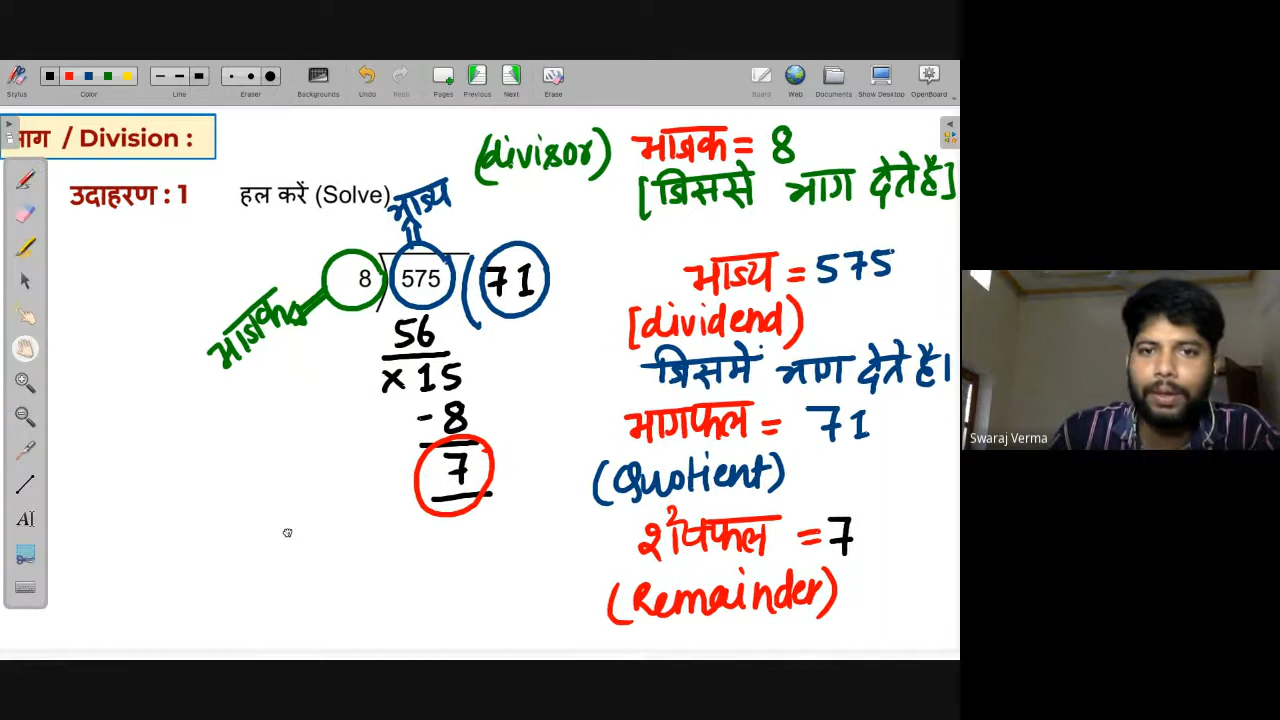 Stylus
Color
Line
Eraser
Backgrounds
Undo
Redo
Pages
Previous
Next
Erase
Board
Web
Documents
Show Desktop
OpenBoard
भाग / Division :
उदाहरण : 1 हल करें (Solve)
भाज्य
8 575 ( 71
भाजक
56
× 15
- 8
7
(divisor) भाजक = 8
[जिससे भाग देते हैं]
भाज्य = 575
[dividend)
जिसमें भाग देते हैं।
भागफल = 71
(Quotient)
शेषफल = 7
(Remainder)
Swaraj Verma